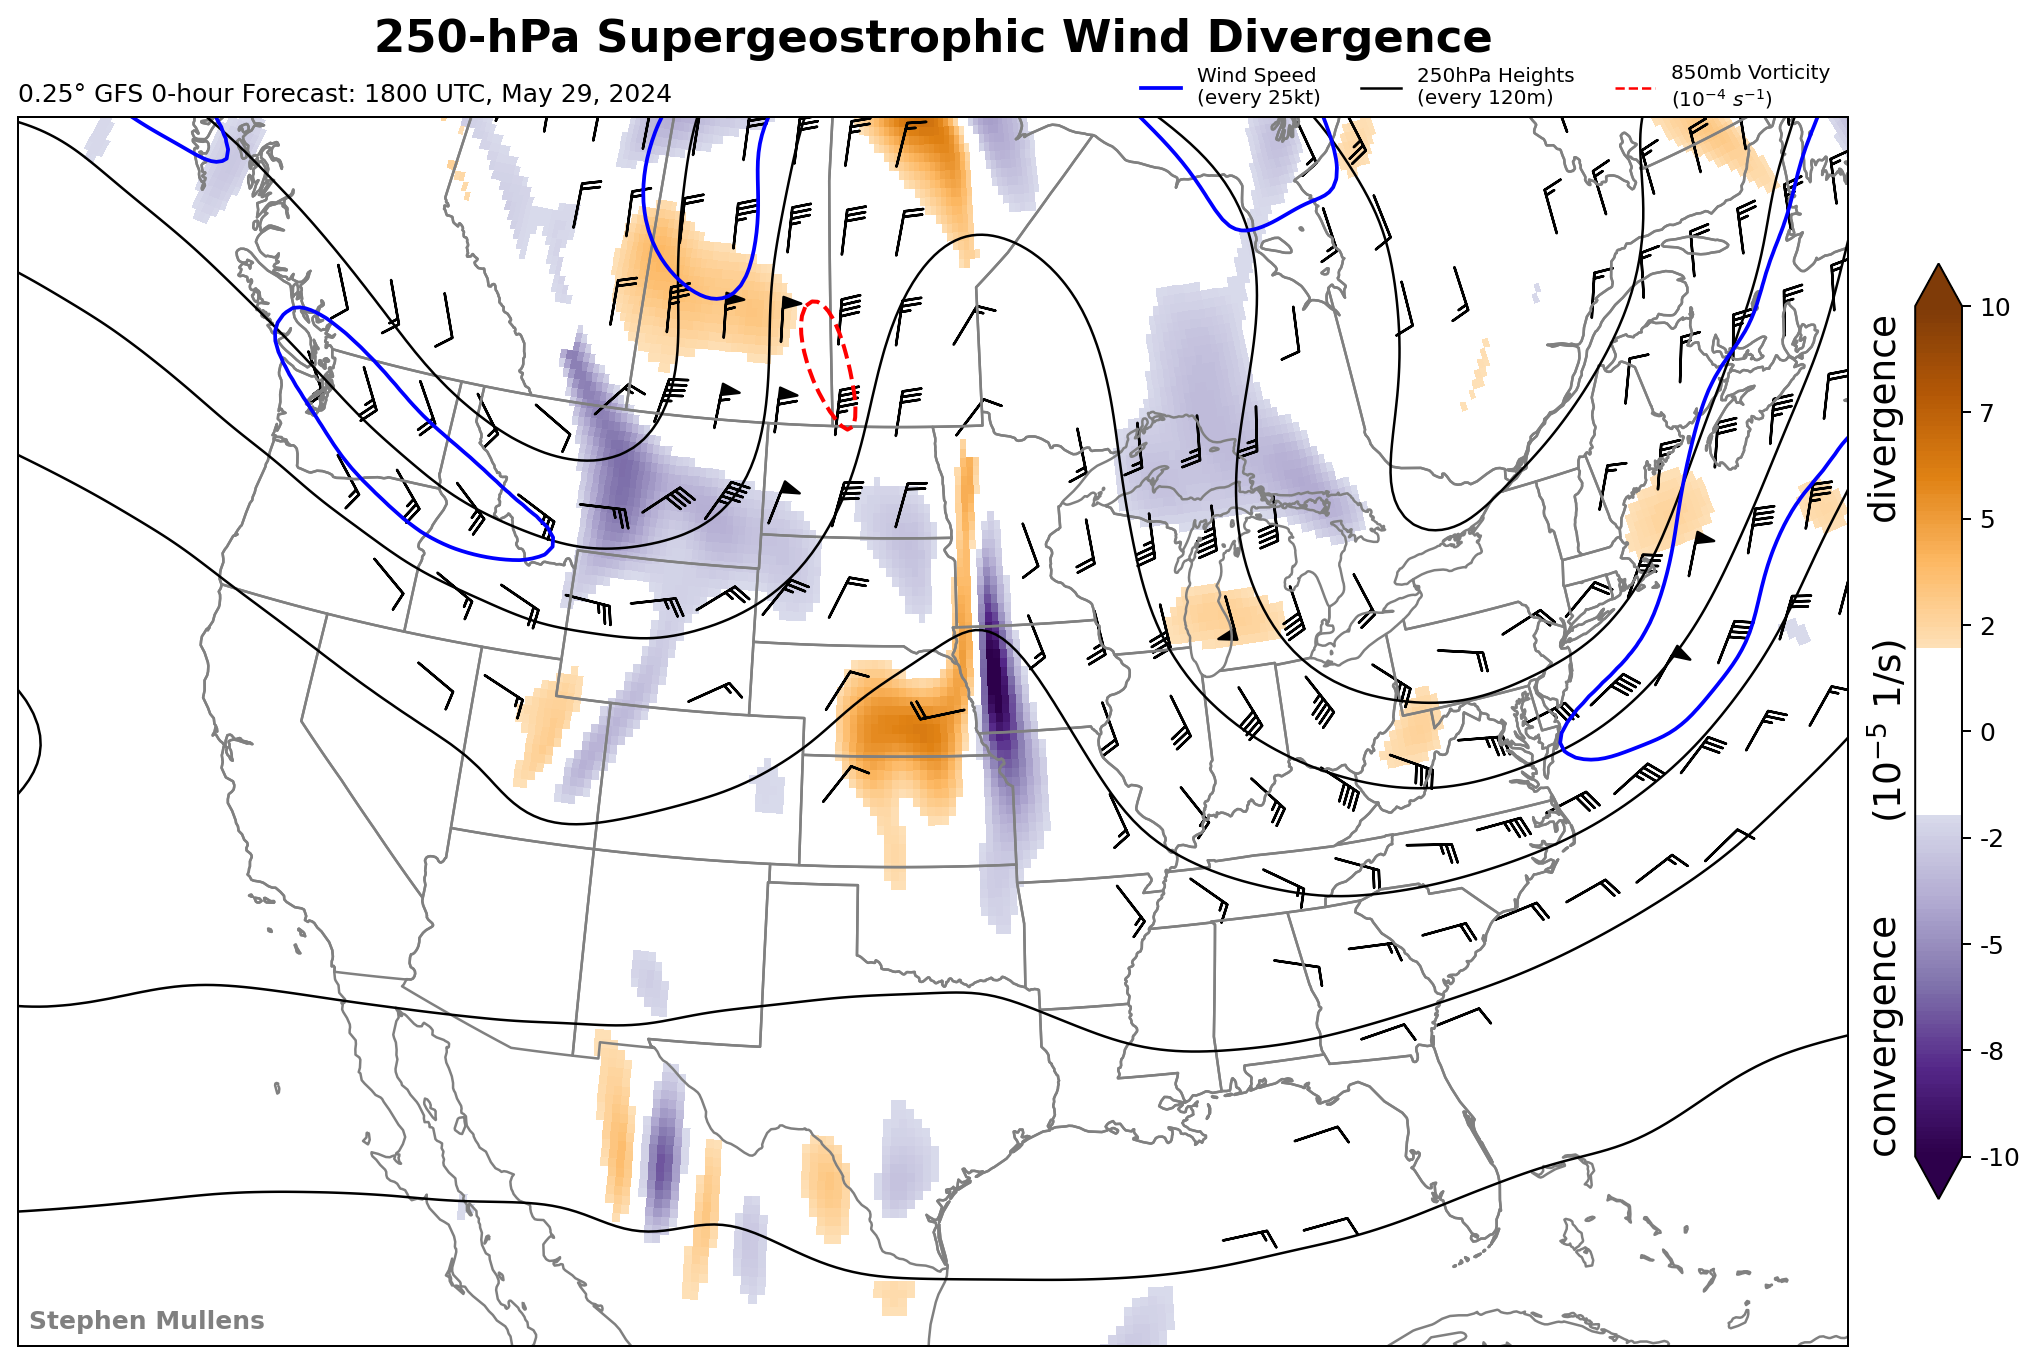 250-hPa Supergeostrophic Wind Divergence
0.25° GFS 0-hour Forecast: 1800 UTC, May 29, 2024
Wind Speed
(every 25kt)
250hPa Heights
(every 120m)
850mb Vorticity
(10⁻⁴ s⁻¹)
10
7
5
2
0
-2
-5
-8
-10
convergence (10⁻⁵ 1/s) divergence
Stephen Mullens